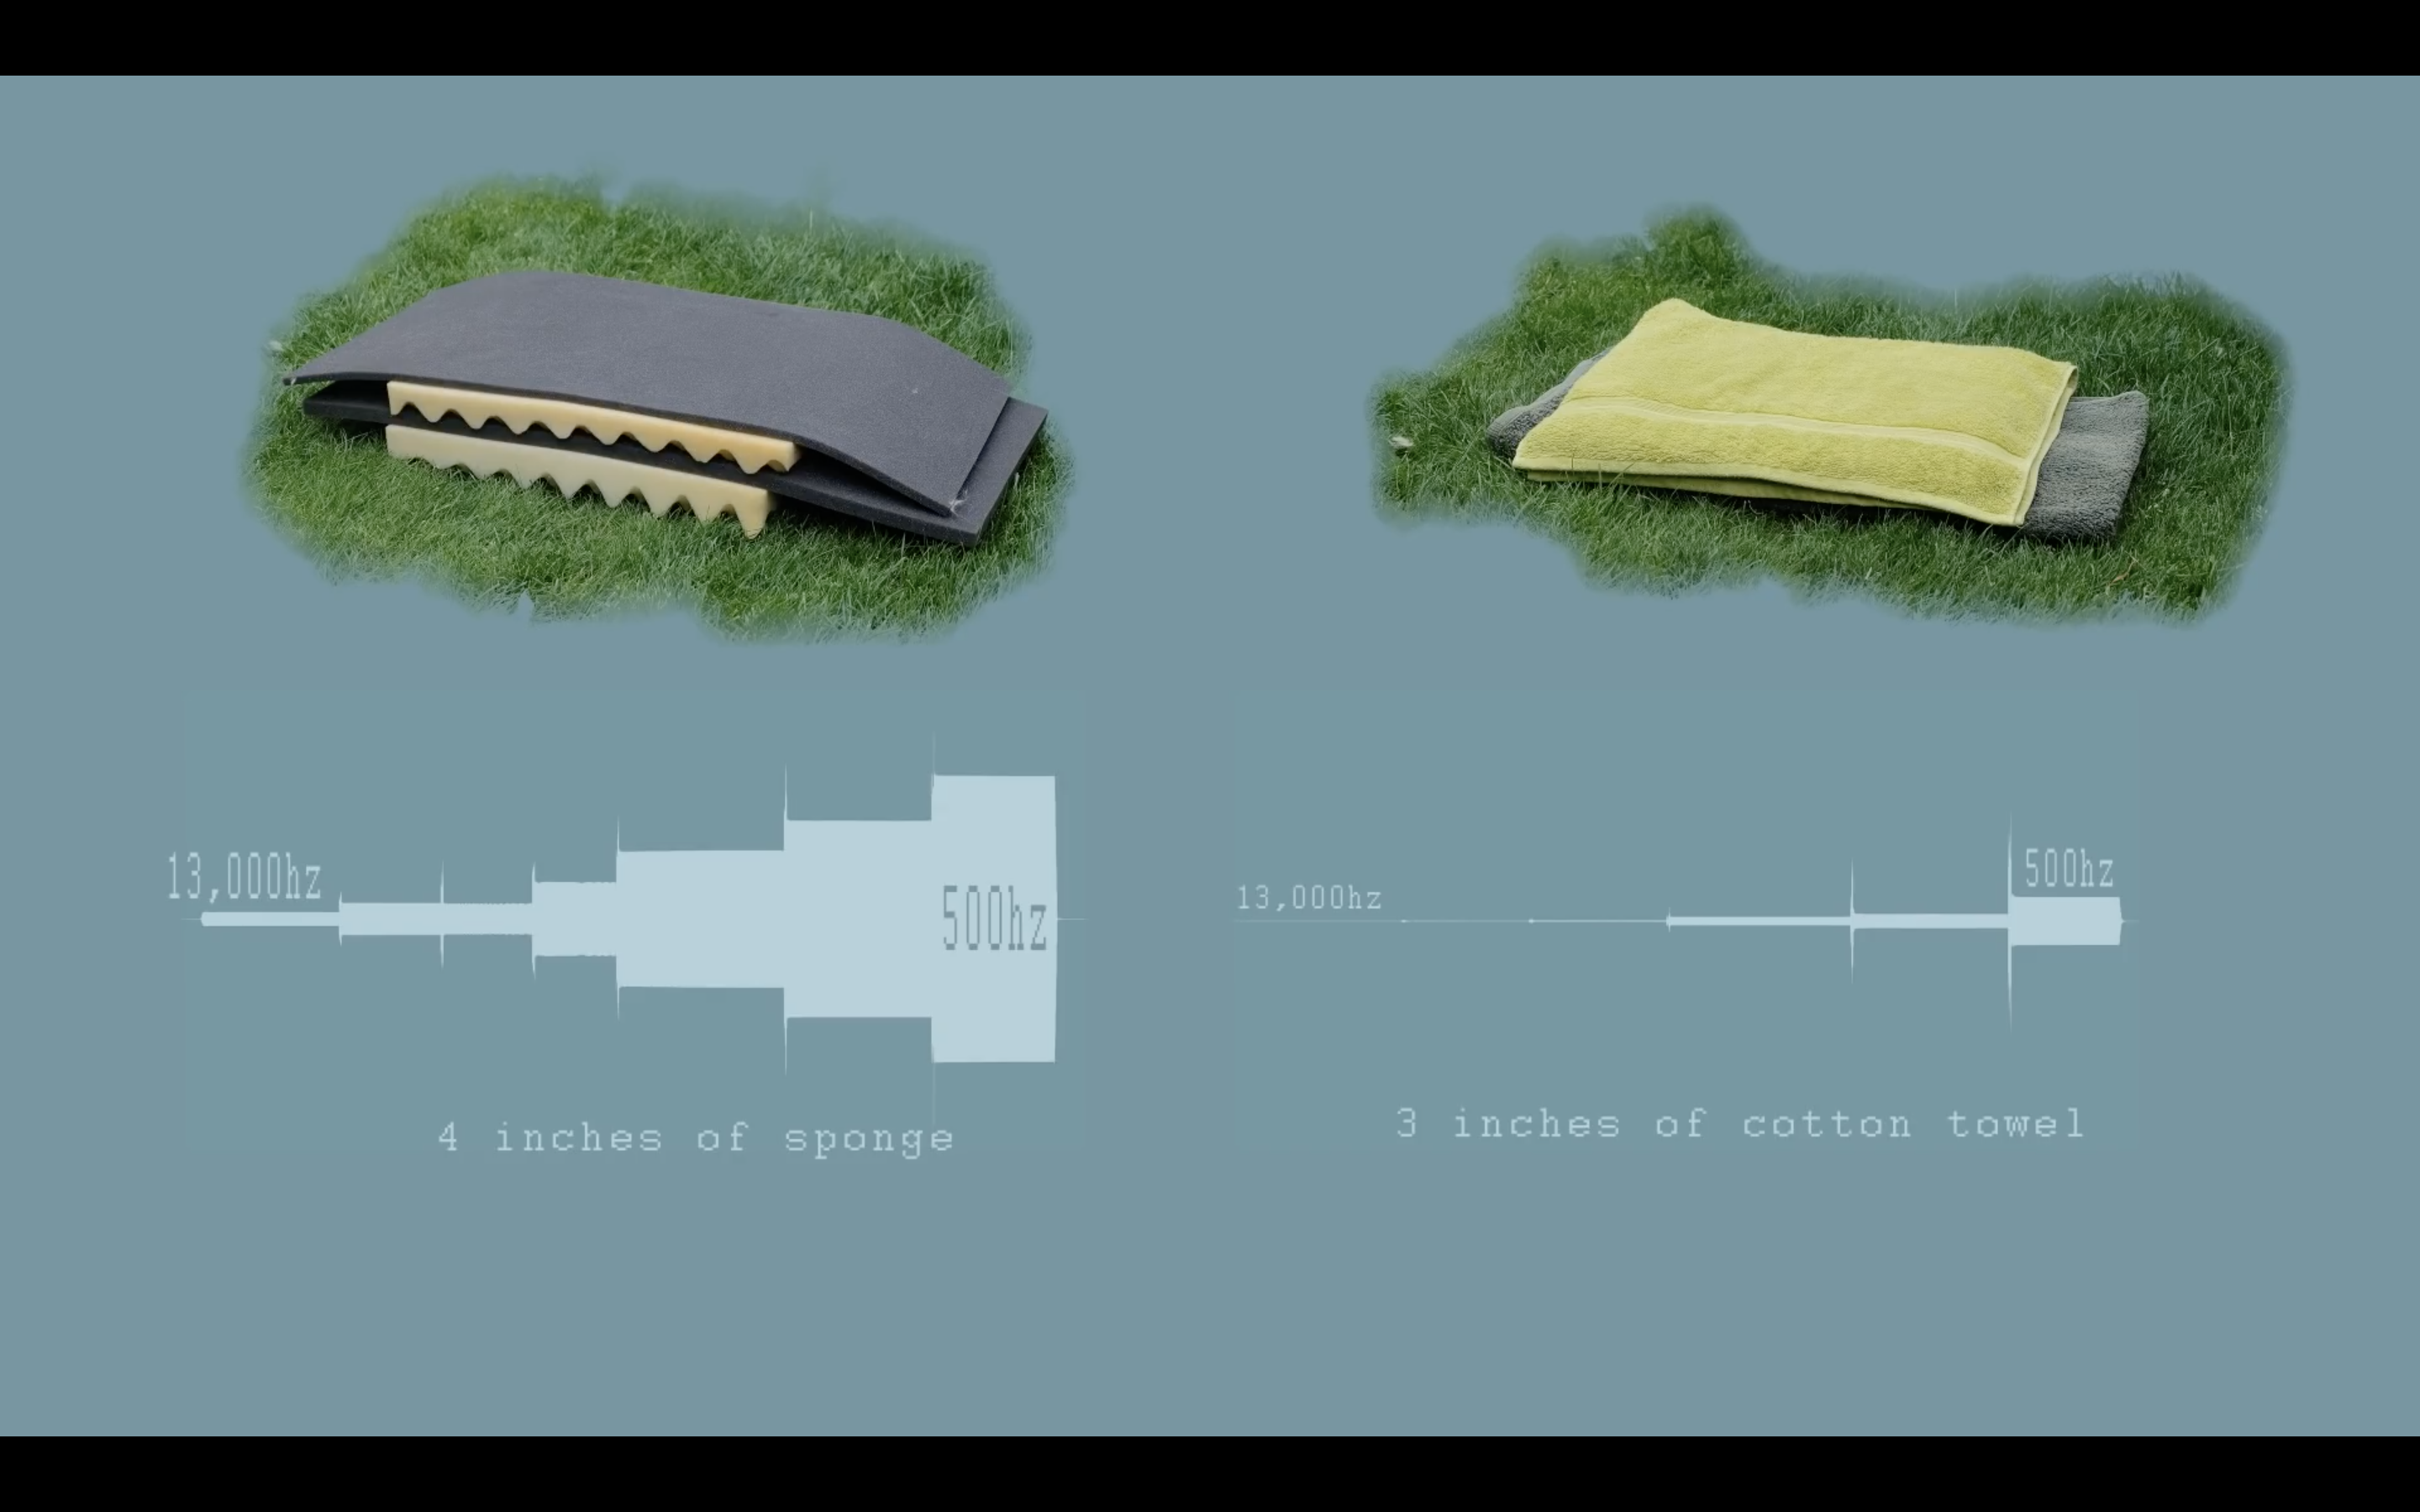 13,000hz
500hz
4 inches of sponge
13,000hz
500hz
3 inches of cotton towel